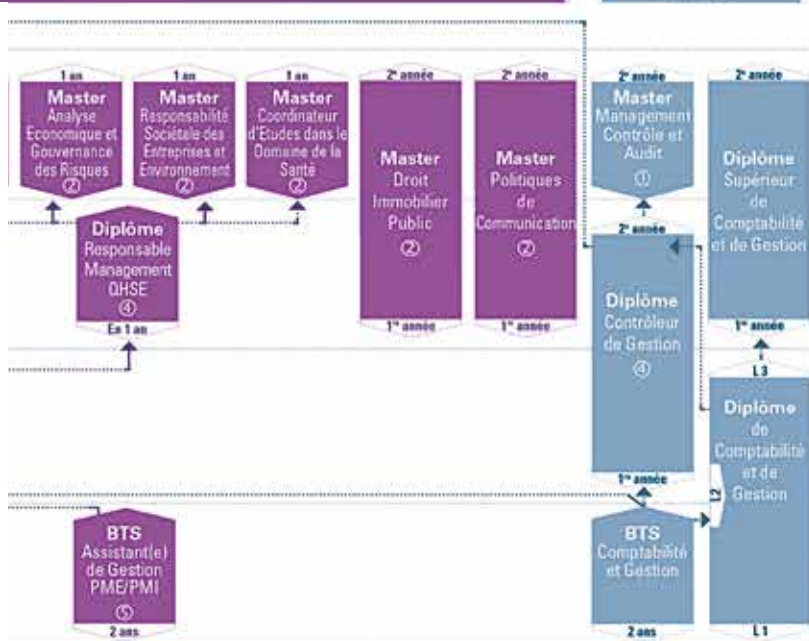 1 an
Master
Analyse
Economique et
Gouvernance
des Risques
②
1 an
Master
Responsabilité
Sociétale des
Entreprises et
Environnement
②
1 an
Master
Coordinateur
d'Etudes dans le
Domaine de la
Santé
②
2e année
Master
Droit
Immobilier
Public
②
1re année
2e année
Master
Politiques
de
Communication
②
1re année
2e année
Master
Management
Contrôle et
Audit
①
2e année
Diplôme
Supérieur
de
Comptabilité
et de Gestion
1re année
Diplôme
Responsable
Management
QHSE
④
En 1 an
2e année
Diplôme
Contrôleur
de Gestion
④
1re année
L3
Diplôme
de
Comptabilité
et de
Gestion
L2
L1
BTS
Assistant(e)
de Gestion
PME/PMI
⑤
2 ans
BTS
Comptabilité
et Gestion
2 ans